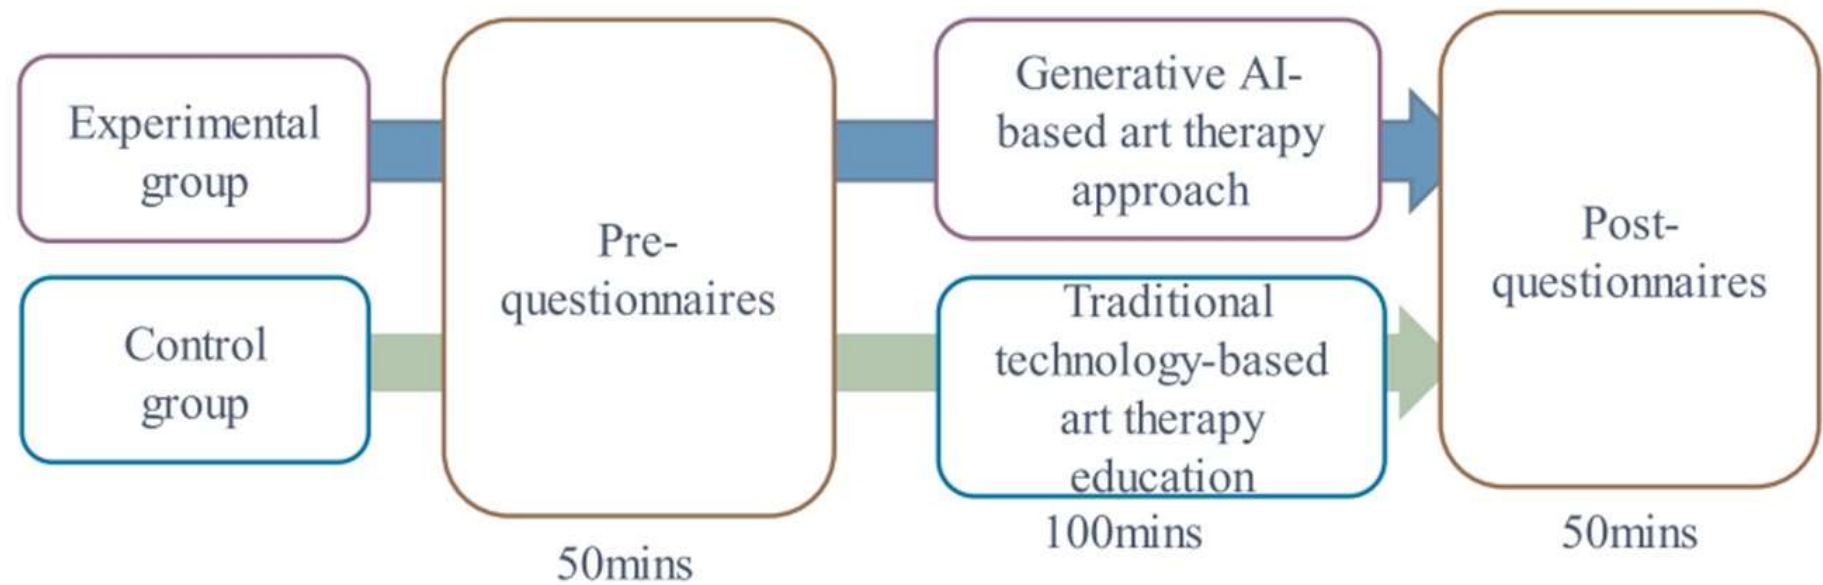 Experimental
group
Control
group
Pre-
questionnaires
50mins
Generative AI-
based art therapy
approach
Traditional
technology-based
art therapy
education
100mins
Post-
questionnaires
50mins